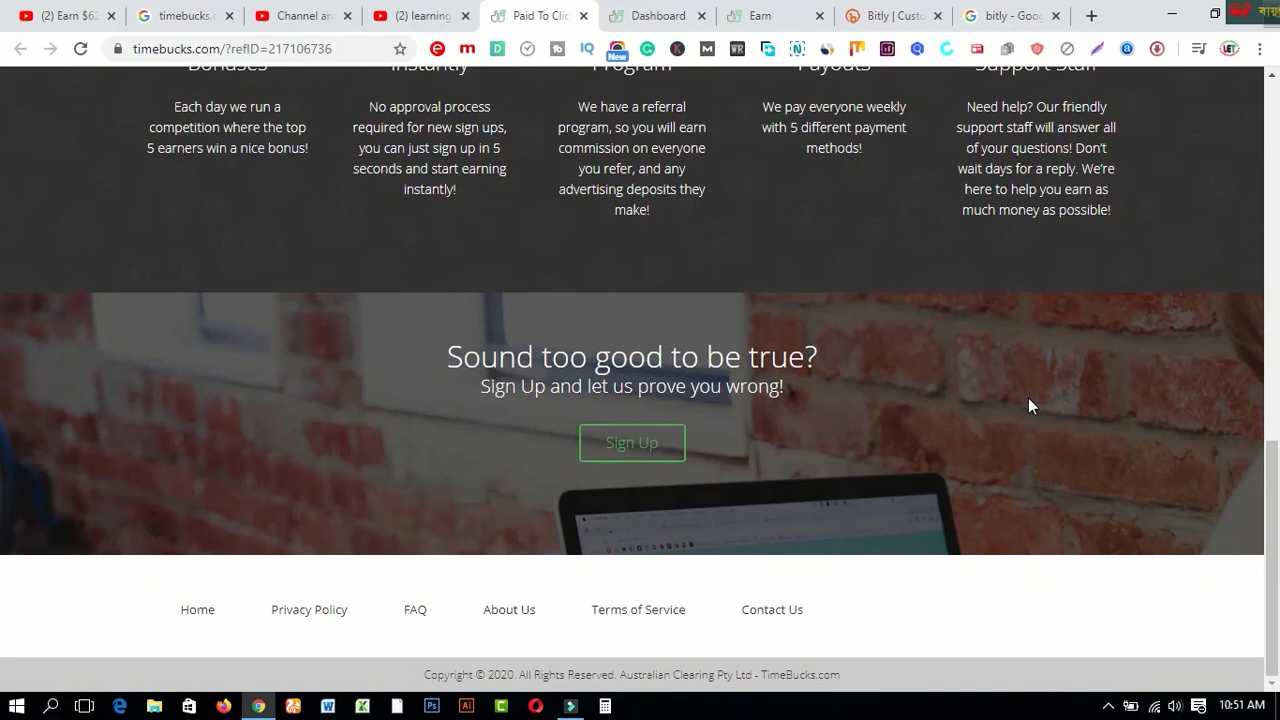 (2) Earn $62
timebucks.c
Channel an
(2) learning
Paid To Clic
Dashboard
Earn
Bitly | Custo
bitly - Goog
timebucks.com/?refID=217106736
New
Bonuses
Instantly
Program
Payouts
Support Staff
Each day we run a
competition where the top
5 earners win a nice bonus!
No approval process
required for new sign ups,
you can just sign up in 5
seconds and start earning
instantly!
We have a referral
program, so you will earn
commission on everyone
you refer, and any
advertising deposits they
make!
We pay everyone weekly
with 5 different payment
methods!
Need help? Our friendly
support staff will answer all
of your questions! Don't
wait days for a reply. We're
here to help you earn as
much money as possible!
Sound too good to be true?
Sign Up and let us prove you wrong!
Sign Up
Home
Privacy Policy
FAQ
About Us
Terms of Service
Contact Us
Copyright © 2020. All Rights Reserved. Australian Clearing Pty Ltd - TimeBucks.com
10:51 AM